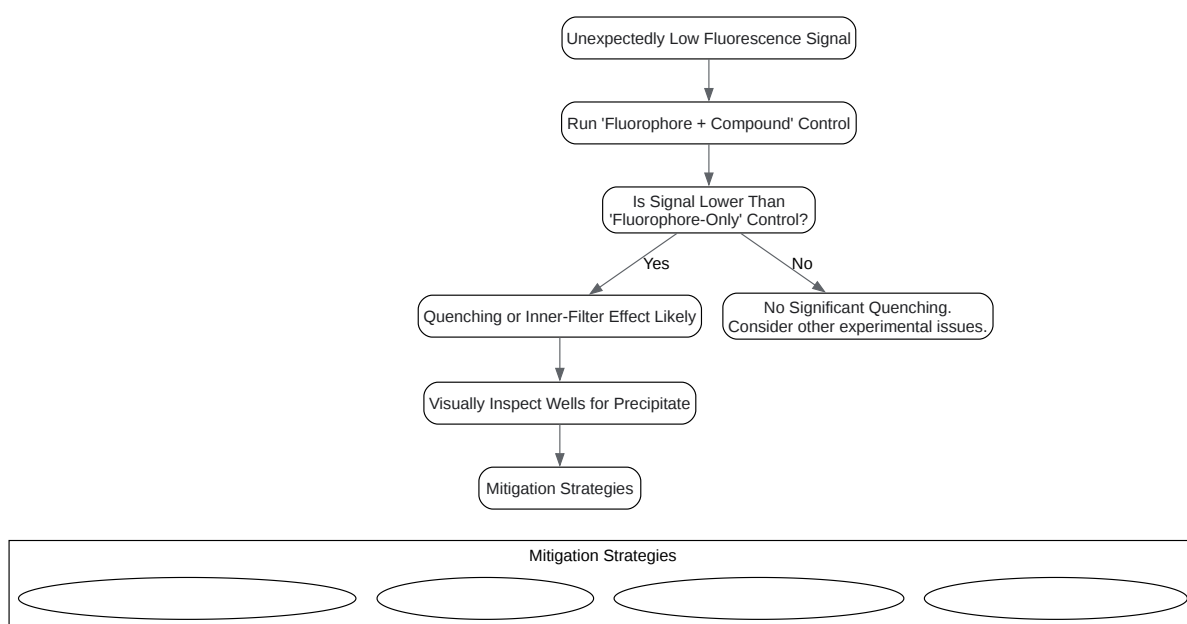 Unexpectedly Low Fluorescence Signal
Run 'Fluorophore + Compound' Control
Is Signal Lower Than
'Fluorophore-Only' Control?
Yes
No
Quenching or Inner-Filter Effect Likely
No Significant Quenching.
Consider other experimental issues.
Visually Inspect Wells for Precipitate
Mitigation Strategies
Mitigation Strategies